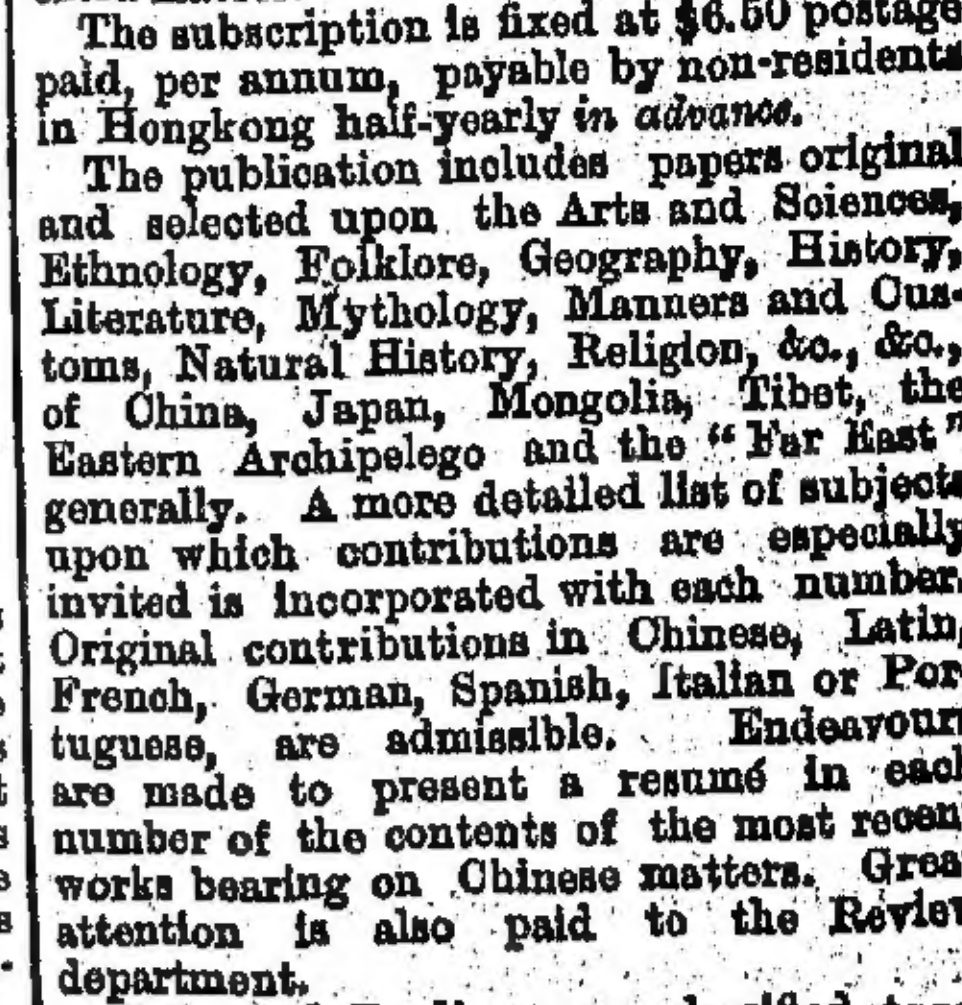 The subscription is fixed at $6.50 postage
paid, per annum, payable by non-residents
in Hongkong half-yearly in advance.
The publication includes papers original
and selected upon the Arts and Sciences,
Ethnology, Folklore, Geography, History,
Literature, Mythology, Manners and Cus-
toms, Natural History, Religion, &c., &c.,
of China, Japan, Mongolia, Tibet, the
Eastern Archipelego and the "Far East"
generally. A more detailed list of subjects
upon which contributions are especially
invited is incorporated with each number.
Original contributions in Chinese, Latin,
French, German, Spanish, Italian or Por-
tuguese, are admissible. Endeavours
are made to present a resumé in each
number of the contents of the most recent
works bearing on Chinese matters. Great
attention is also paid to the Review
department.